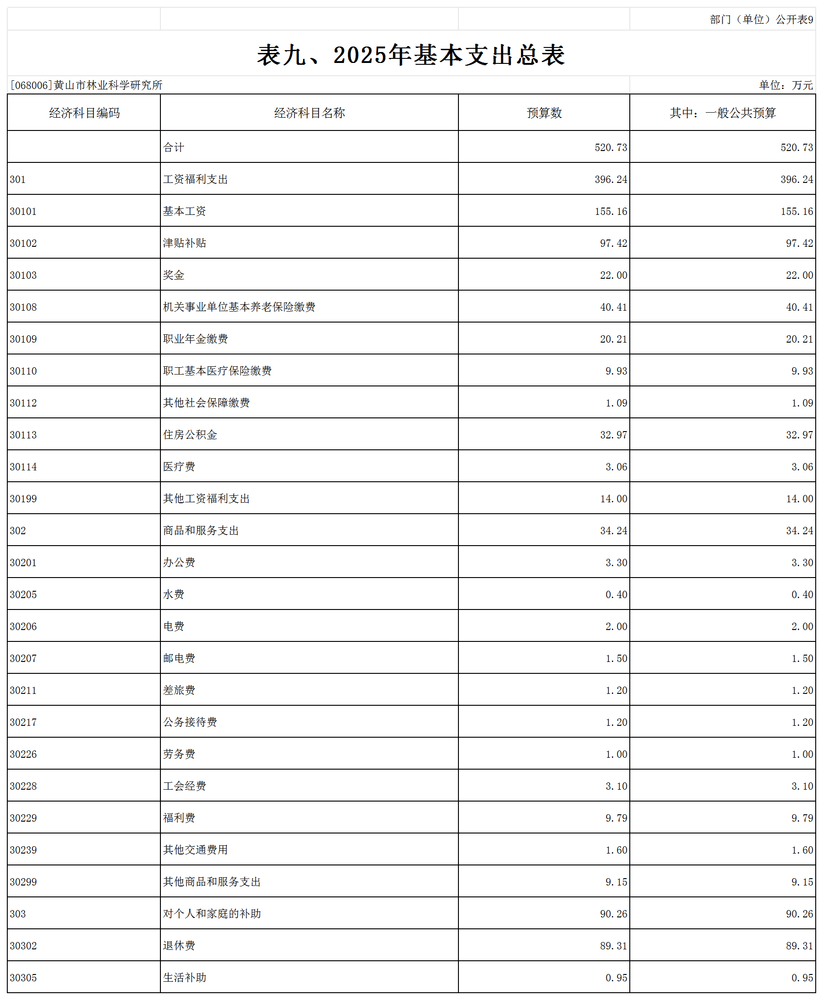 部门（单位）公开表9
表九、2025年基本支出总表
[068006]黄山市林业科学研究所 单位：万元
经济科目编码 经济科目名称 预算数 其中：一般公共预算
合计 520.73 520.73
301 工资福利支出 396.24 396.24
30101 基本工资 155.16 155.16
30102 津贴补贴 97.42 97.42
30103 奖金 22.00 22.00
30108 机关事业单位基本养老保险缴费 40.41 40.41
30109 职业年金缴费 20.21 20.21
30110 职工基本医疗保险缴费 9.93 9.93
30112 其他社会保障缴费 1.09 1.09
30113 住房公积金 32.97 32.97
30114 医疗费 3.06 3.06
30199 其他工资福利支出 14.00 14.00
302 商品和服务支出 34.24 34.24
30201 办公费 3.30 3.30
30205 水费 0.40 0.40
30206 电费 2.00 2.00
30207 邮电费 1.50 1.50
30211 差旅费 1.20 1.20
30217 公务接待费 1.20 1.20
30226 劳务费 1.00 1.00
30228 工会经费 3.10 3.10
30229 福利费 9.79 9.79
30239 其他交通费用 1.60 1.60
30299 其他商品和服务支出 9.15 9.15
303 对个人和家庭的补助 90.26 90.26
30302 退休费 89.31 89.31
30305 生活补助 0.95 0.95